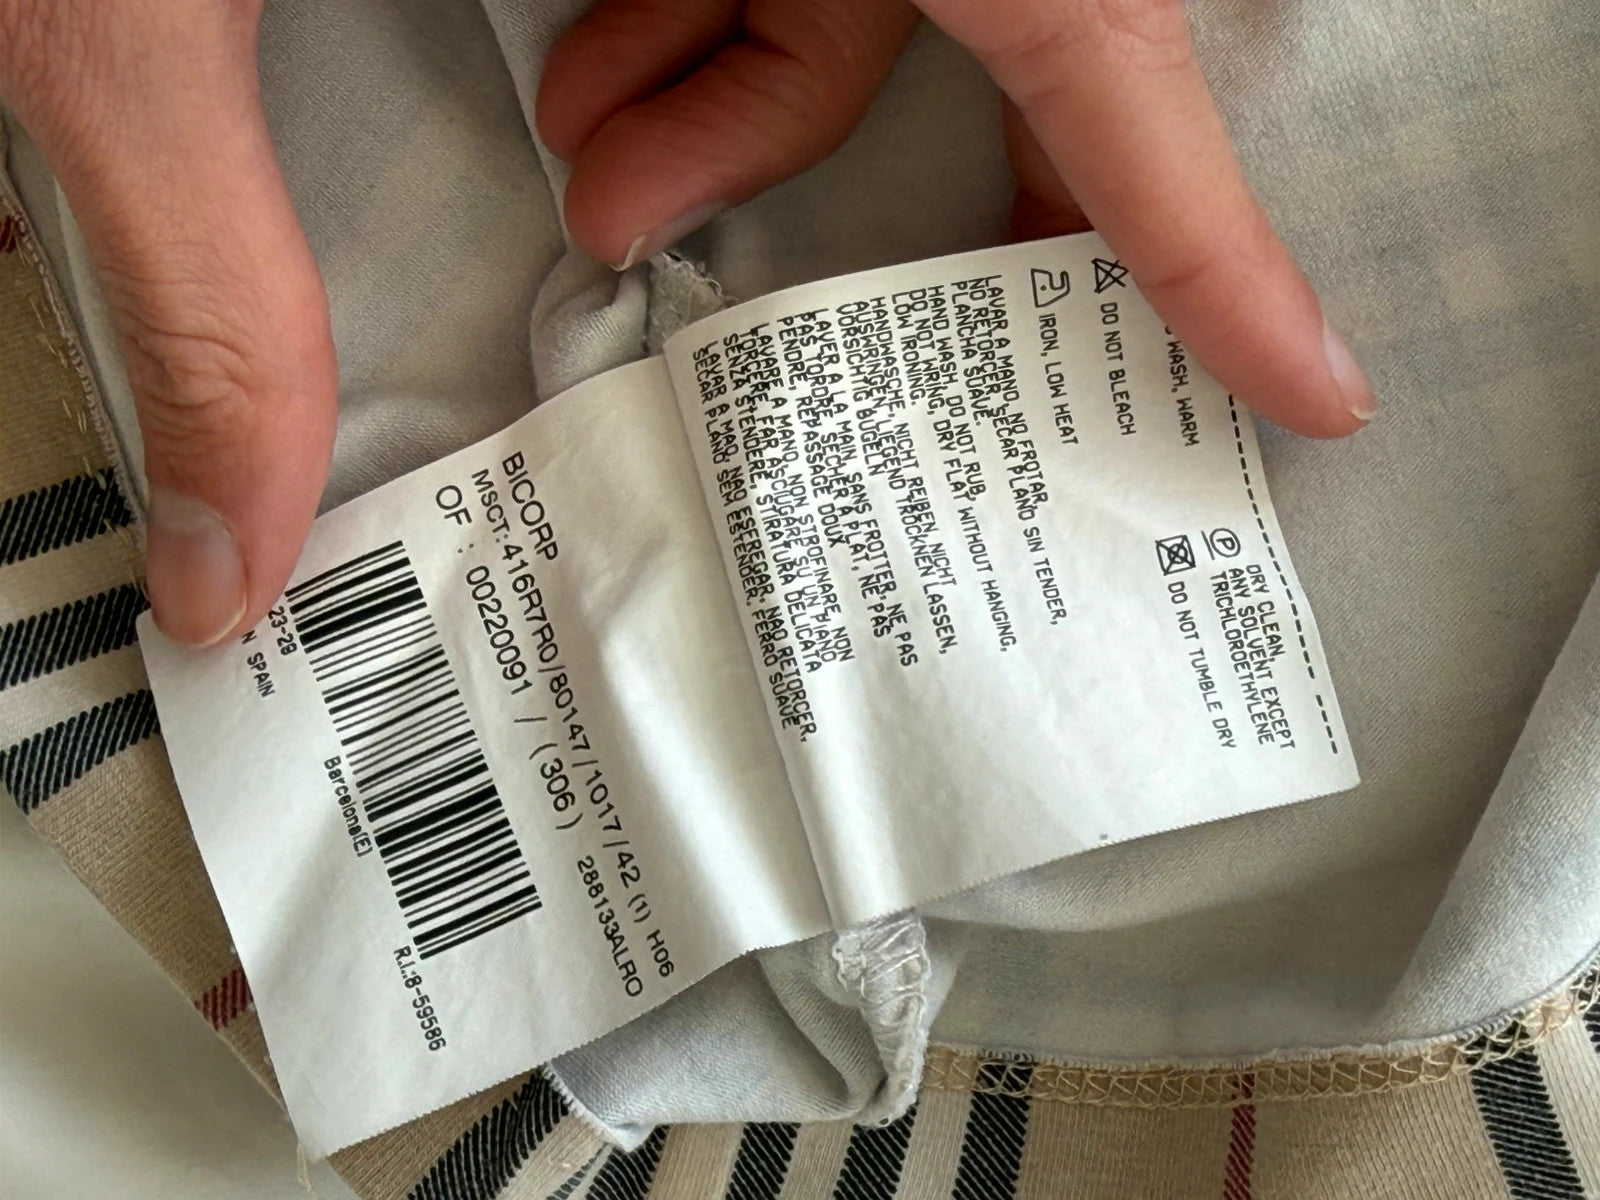 WASH, WARM
DO NOT BLEACH
IRON, LOW HEAT
P
DRY CLEAN,
ANY SOLVENT EXCEPT
TRICHLOROETHYLENE
DO NOT TUMBLE DRY
LAVAR A MANO, NO FROTAR,
NO RETORCER, SECAR PLANO SIN TENDER,
PLANCHA SUAVE.
HAND WASH, DO NOT RUB,
DO NOT WRING, DRY FLAT WITHOUT HANGING,
LOW IRONING.
HANDWASCHE, NICHT REIBEN, NICHT
AUSWRINGEN, LIEGEND TROCKNEN LASSEN,
VORSICHTIG BUGELN
LAVER A LA MAIN, SANS FROTTER, NE PAS
PAS TORDRE, SECHER A PLAT, NE PAS
PENDRE, REPASSAGE DOUX
LAVARE A MANO, NON STROFINARE, NON
TORCERE, FAR ASCIUGARE SU UN PIANO
SENZA STENDERE, STIRATURA DELICATA
LAVAR A MAO, NAO ESFREGAR, NAO RETORCER,
SECAR PLANO SEM ESTENDER, FERRO SUAVE
BICORP
MSCT:416R7R0/80147/1017/42 (1) H06
OF : 00220091 / (306) 288133ALRO
23-29
Barcelona(E)
R.I.:8-59586
N SPAIN